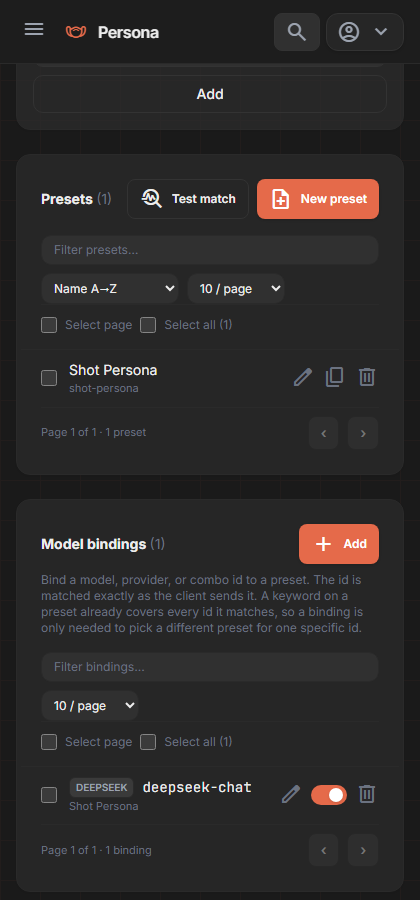 Persona
Add
Presets (1)
Test match
New preset
Filter presets...
Name A→Z
10 / page
Select page
Select all (1)
Shot Persona
shot-persona
Page 1 of 1 · 1 preset
‹
›
Model bindings (1)
Add
Bind a model, provider, or combo id to a preset. The id is
matched exactly as the client sends it. A keyword on a
preset already covers every id it matches, so a binding is
only needed to pick a different preset for one specific id.
Filter bindings...
10 / page
Select page
Select all (1)
DEEPSEEK deepseek-chat
Shot Persona
Page 1 of 1 · 1 binding
‹
›